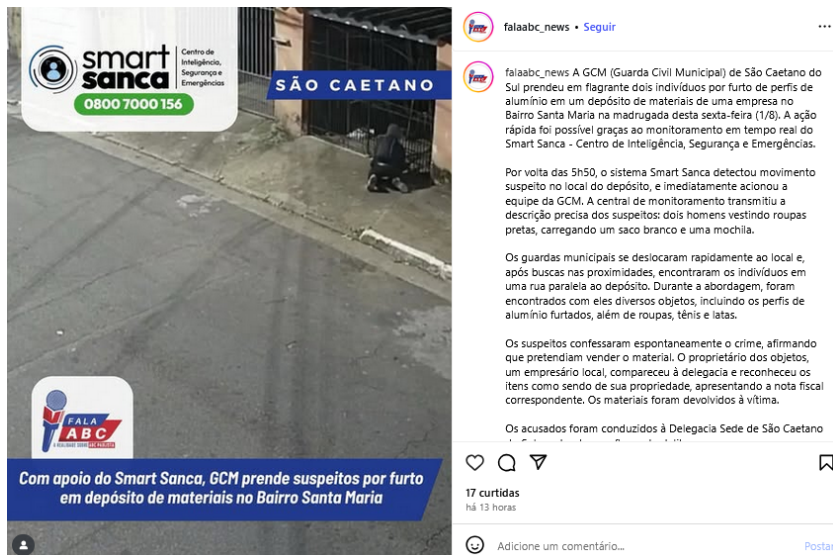 smart
sanca
Centro de
Inteligência,
Segurança e
Emergências
0800 7000 156
SÃO CAETANO
FALA
ABC
Com apoio do Smart Sanca, GCM prende suspeitos por furto
em depósito de materiais no Bairro Santa Maria
falaabc_news • Seguir
falaabc_news A GCM (Guarda Civil Municipal) de São Caetano do
Sul prendeu em flagrante dois indivíduos por furto de perfis de
alumínio em um depósito de materiais de uma empresa no
Bairro Santa Maria na madrugada desta sexta-feira (1/8). A ação
rápida foi possível graças ao monitoramento em tempo real do
Smart Sanca - Centro de Inteligência, Segurança e Emergências.
Por volta das 5h50, o sistema Smart Sanca detectou movimento
suspeito no local do depósito, e imediatamente acionou a
equipe da GCM. A central de monitoramento transmitiu a
descrição precisa dos suspeitos: dois homens vestindo roupas
pretas, carregando um saco branco e uma mochila.
Os guardas municipais se deslocaram rapidamente ao local e,
após buscas nas proximidades, encontraram os indivíduos em
uma rua paralela ao depósito. Durante a abordagem, foram
encontrados com eles diversos objetos, incluindo os perfis de
alumínio furtados, além de roupas, tênis e latas.
Os suspeitos confessaram espontaneamente o crime, afirmando
que pretendiam vender o material. O proprietário dos objetos,
um empresário local, compareceu à delegacia e reconheceu os
itens como sendo de sua propriedade, apresentando a nota fiscal
correspondente. Os materiais foram devolvidos à vítima.
Os acusados foram conduzidos à Delegacia Sede de São Caetano
17 curtidas
há 13 horas
Adicione um comentário...
Postar